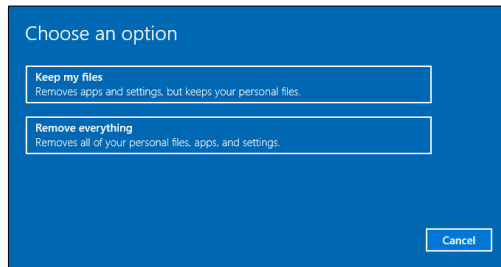 Choose an option
Keep my files
Removes apps and settings, but keeps your personal files.
Remove everything
Removes all of your personal files, apps, and settings.
Cancel